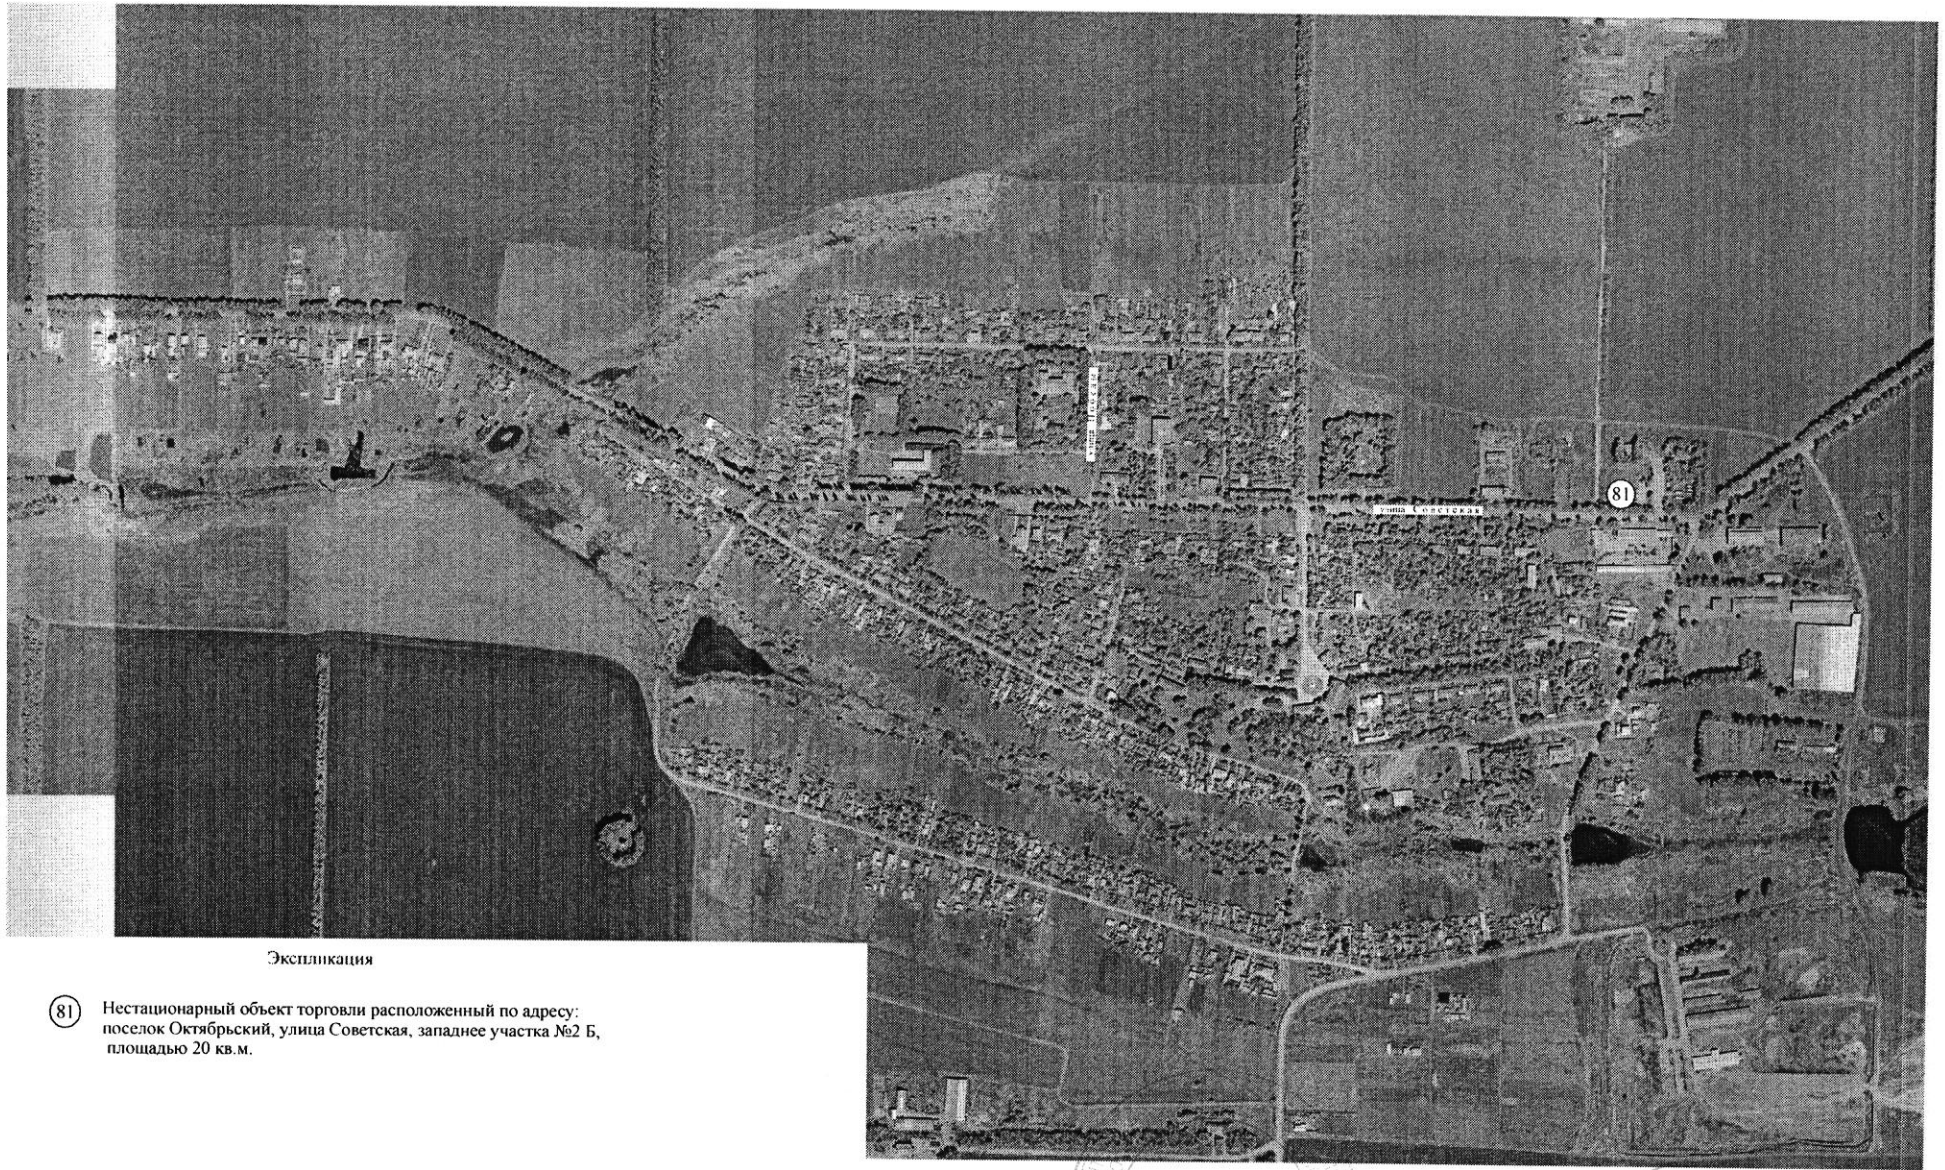 улица Советская
81
Экспликация
81 Нестационарный объект торговли расположенный по адресу:
поселок Октябрьский, улица Советская, западнее участка №2 Б,
площадью 20 кв.м.